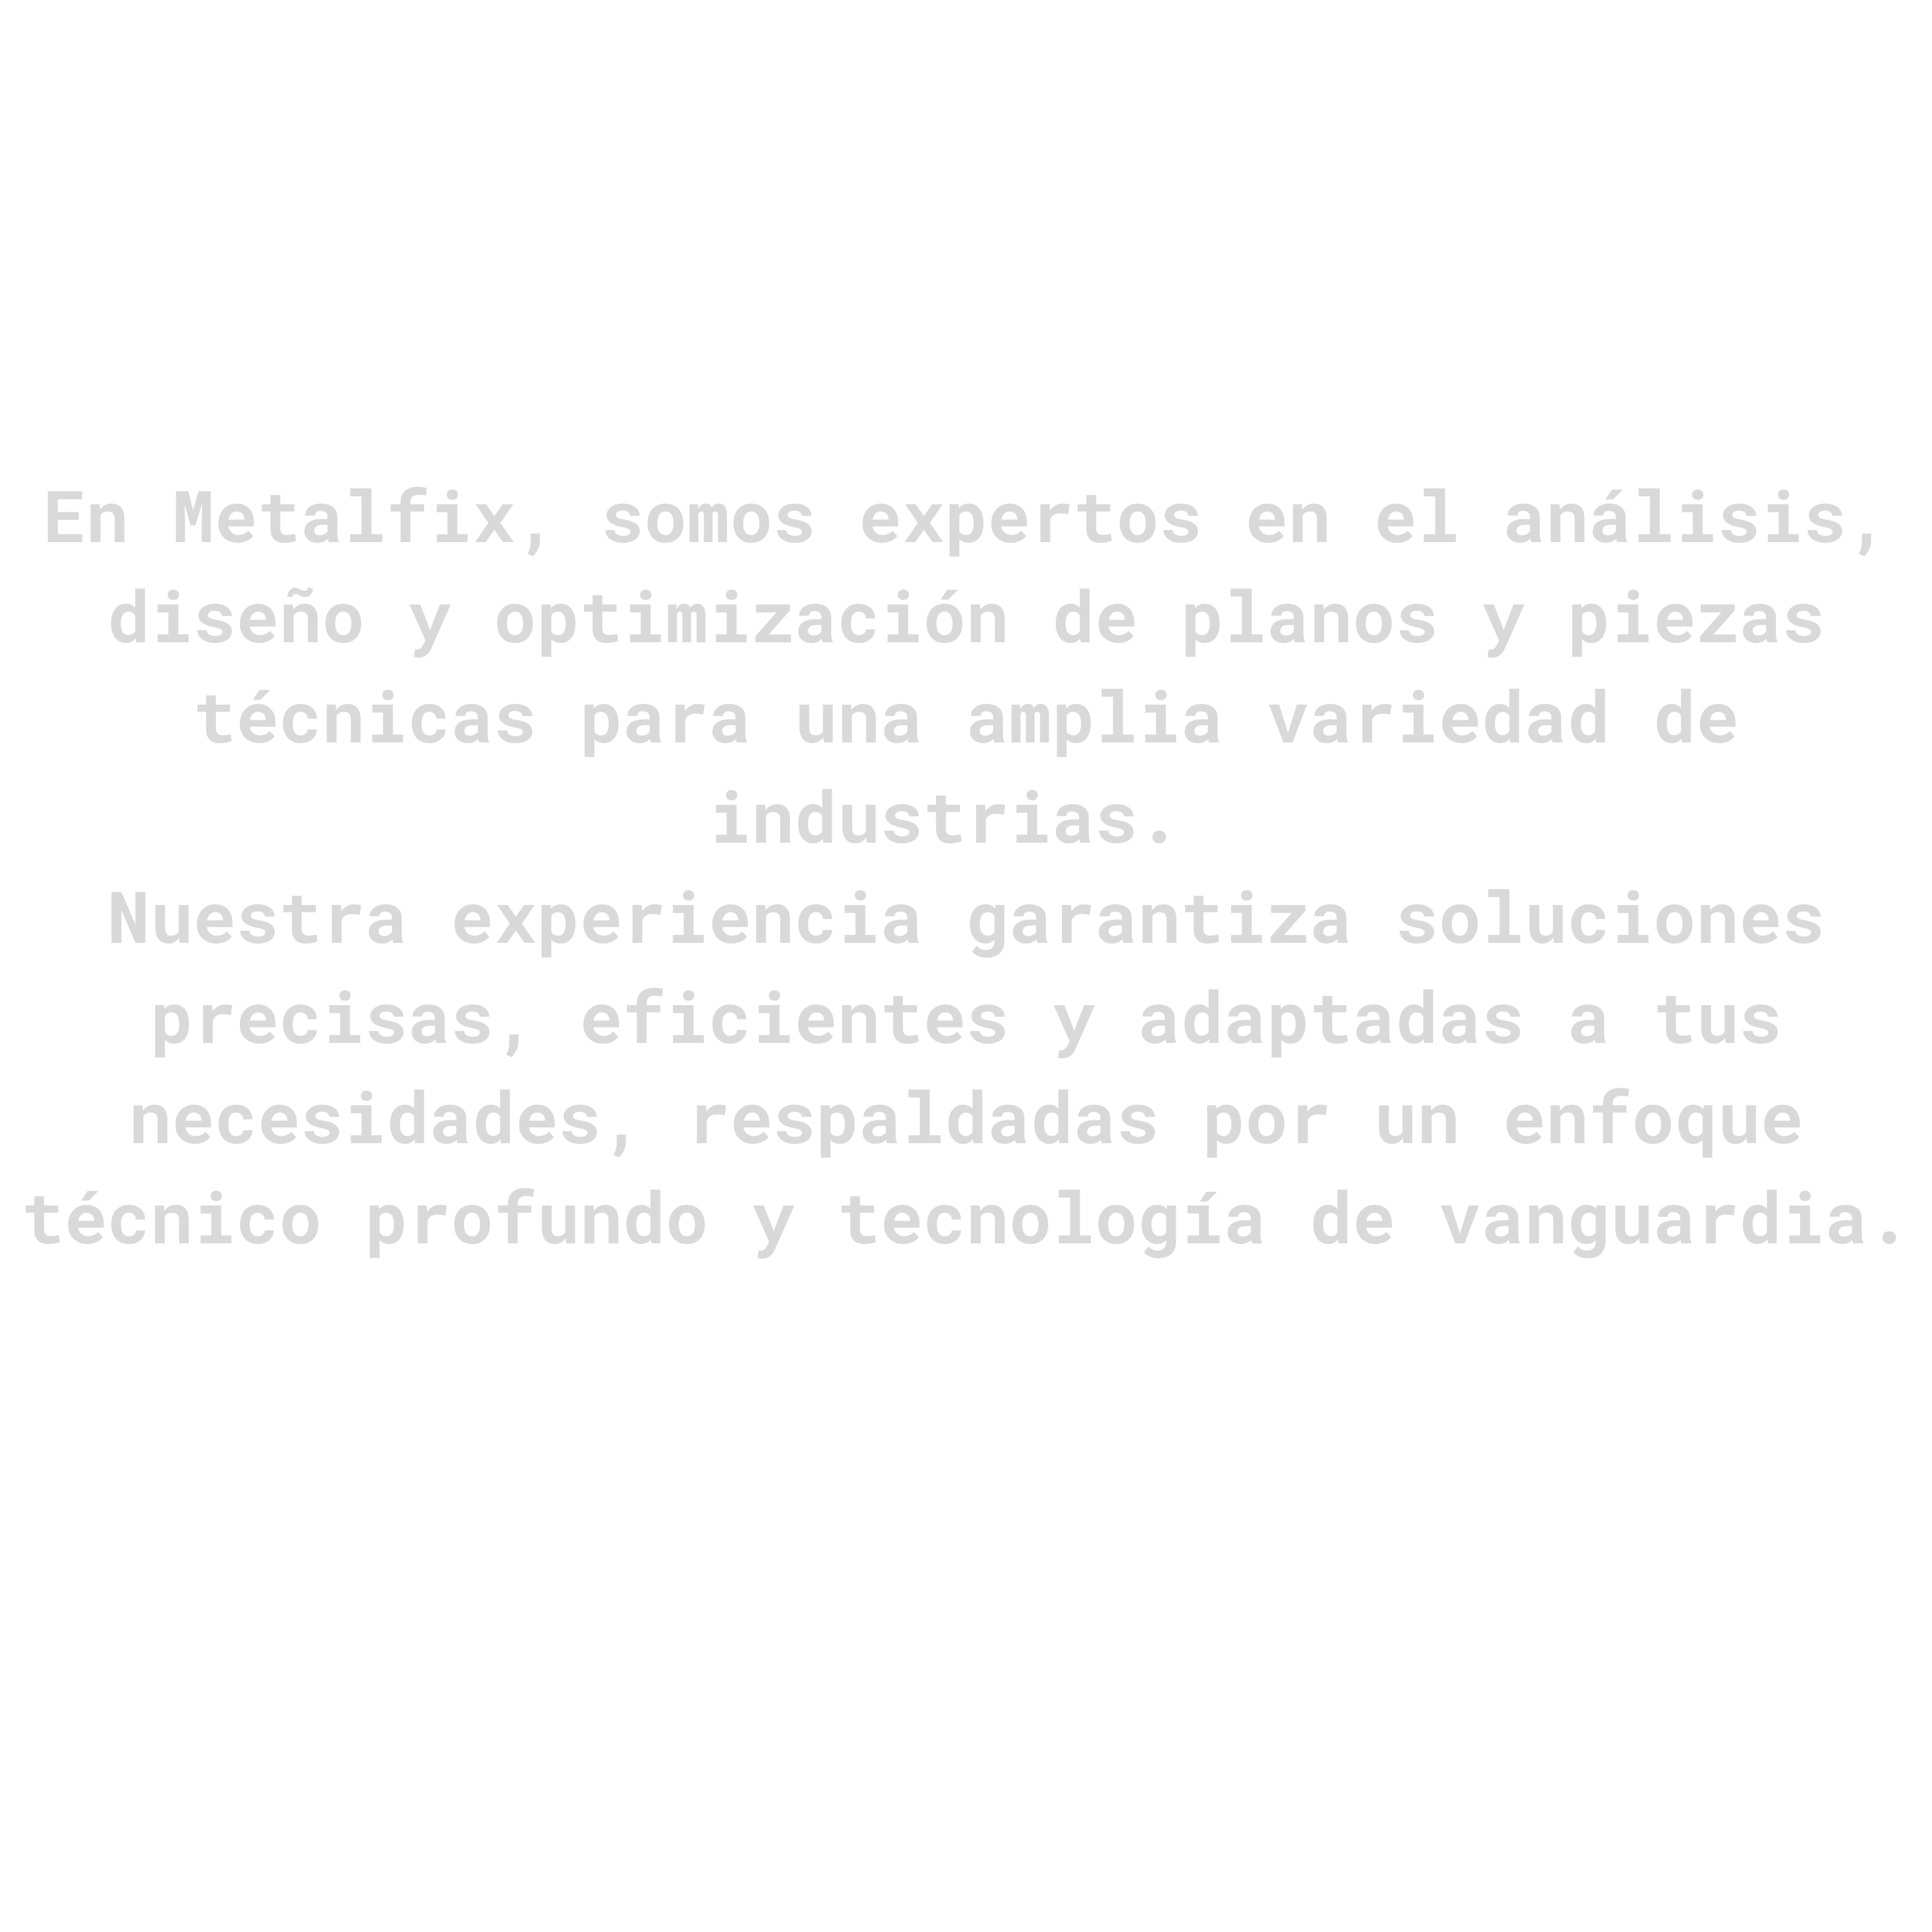 En Metalfix, somos expertos en el análisis,
diseño y optimización de planos y piezas
técnicas para una amplia variedad de
industrias.
Nuestra experiencia garantiza soluciones
precisas, eficientes y adaptadas a tus
necesidades, respaldadas por un enfoque
técnico profundo y tecnología de vanguardia.